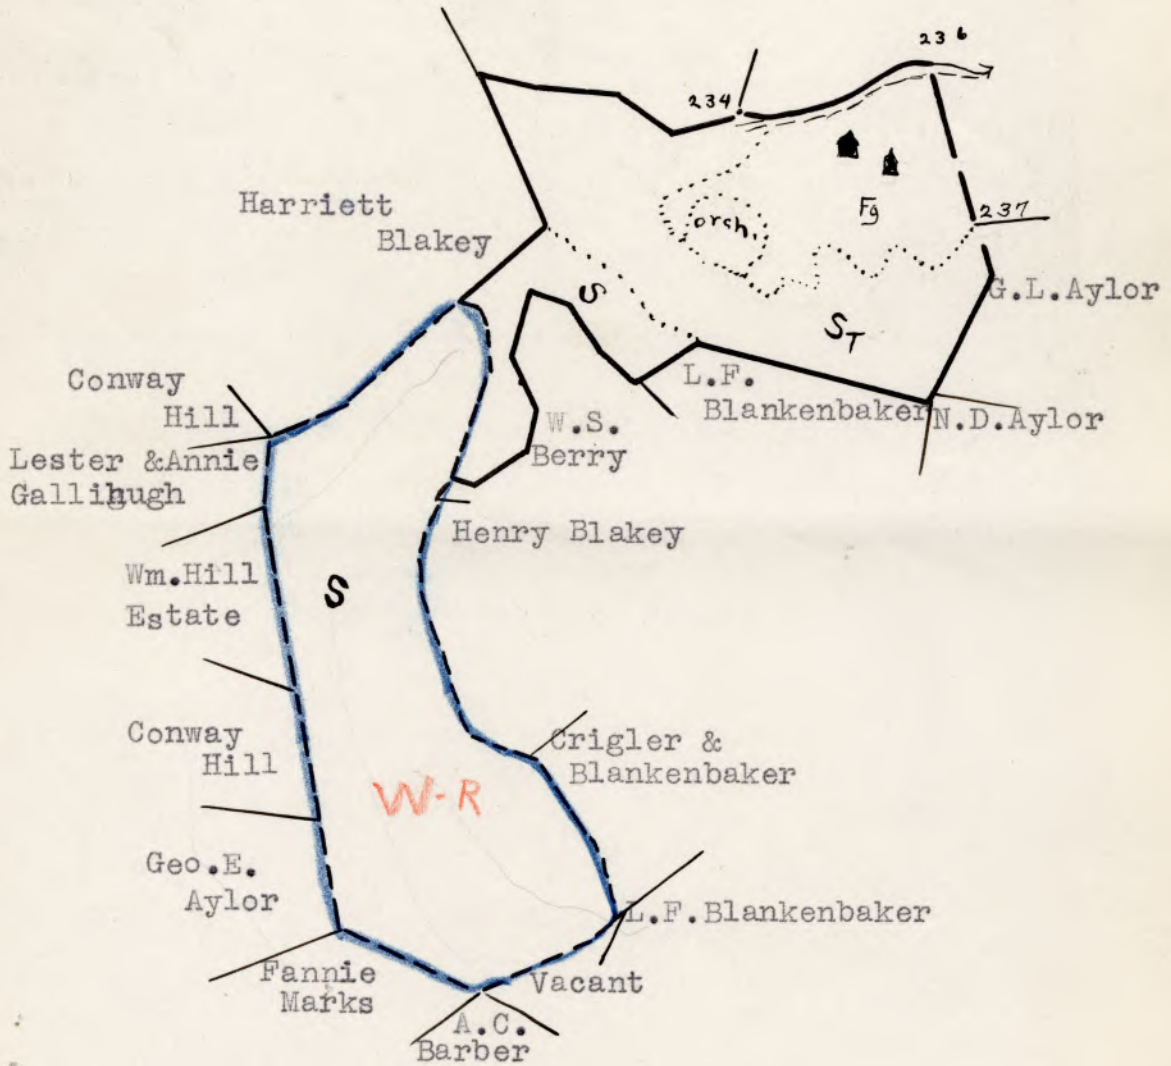 236
234
Harriett
Blakey
orch.
Fg
237
G.L.Aylor
S
ST
Conway
Hill
L.F.
Blankenbaker
N.D.Aylor
W.S.
Berry
Lester &Annie
Gallihugh
Henry Blakey
Wm.Hill
Estate
S
Conway
Hill
Crigler &
Blankenbaker
W-R
Geo.E.
Aylor
L.F.Blankenbaker
Fannie
Marks
Vacant
A.C.
Barber